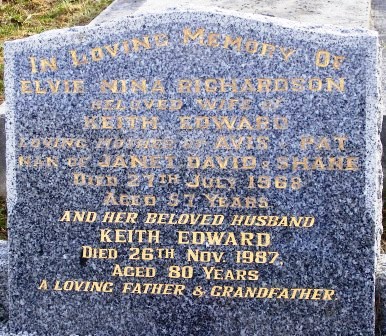 In Loving Memory Of
ELVIE NINA RICHARDSON
BELOVED WIFE OF
KEITH EDWARD
LOVING MOTHER OF AVIS & PAT
NAN OF JANET DAVID & SHANE
DIED 27TH JULY 1968
AGED 57 YEARS
AND HER BELOVED HUSBAND
KEITH EDWARD
DIED 26TH NOV. 1987.
AGED 80 YEARS
A LOVING FATHER & GRANDFATHER.